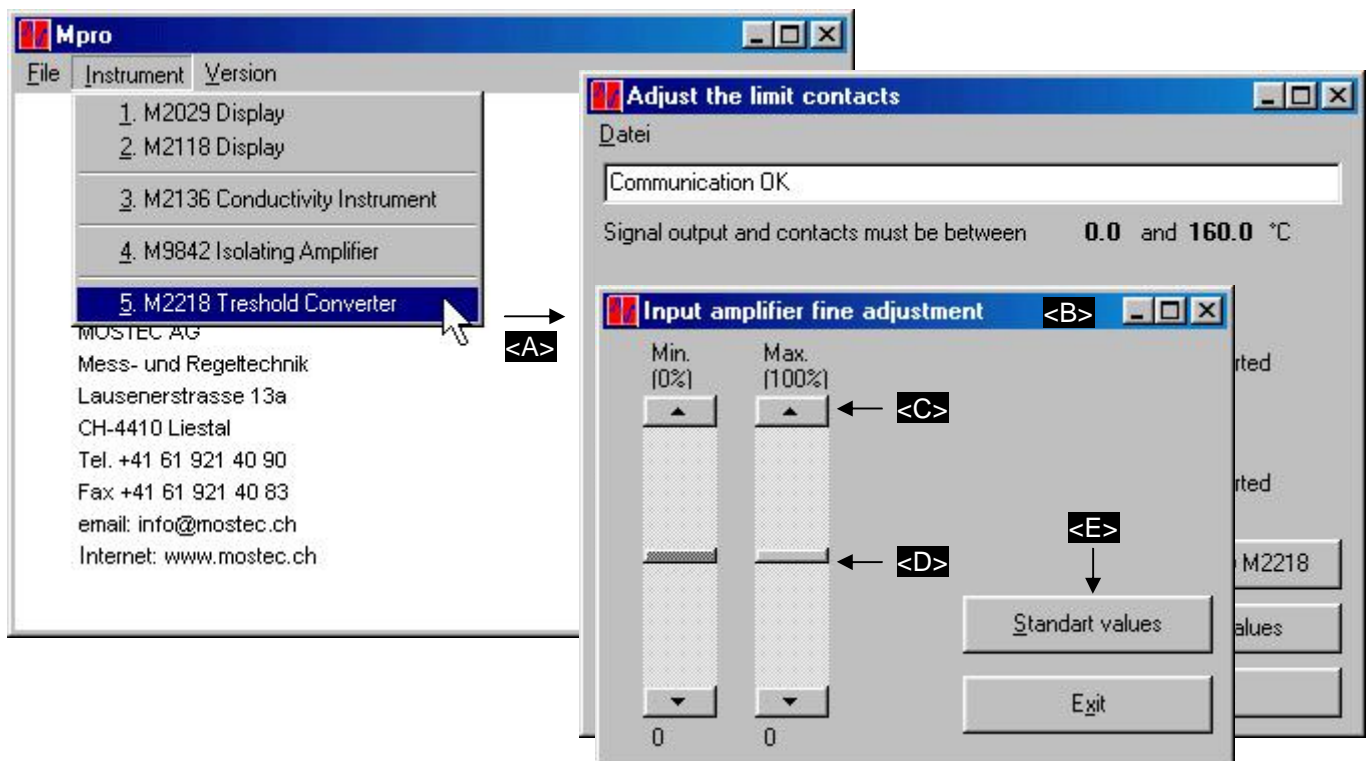 Mpro
File Instrument Version
1. M2029 Display
2. M2118 Display
3. M2136 Conductivity Instrument
4. M9842 Isolating Amplifier
5. M2218 Treshold Converter
MOSTEC AG
Mess- und Regeltechnik
Lausenerstrasse 13a
CH-4410 Liestal
Tel. +41 61 921 40 90
Fax +41 61 921 40 83
email: info@mostec.ch
Internet: www.mostec.ch
<A>
Adjust the limit contacts
Datei
Communication OK
Signal output and contacts must be between 0.0 and 160.0 °C
rted
rted
M2218
alues
Input amplifier fine adjustment <B>
Min. Max.
(0%) (100%)
<C>
<D>
<E>
Standart values
Exit
0 0